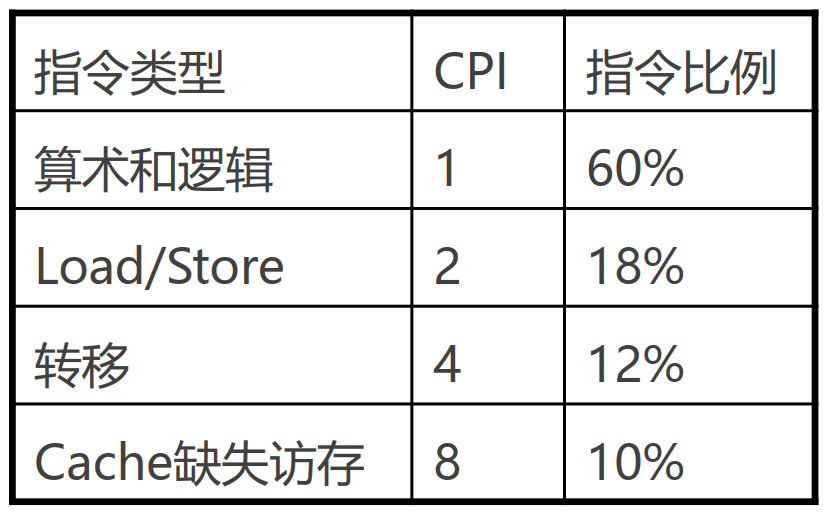 指令类型 CPI 指令比例
算术和逻辑 1 60%
Load/Store 2 18%
转移 4 12%
Cache缺失访存 8 10%